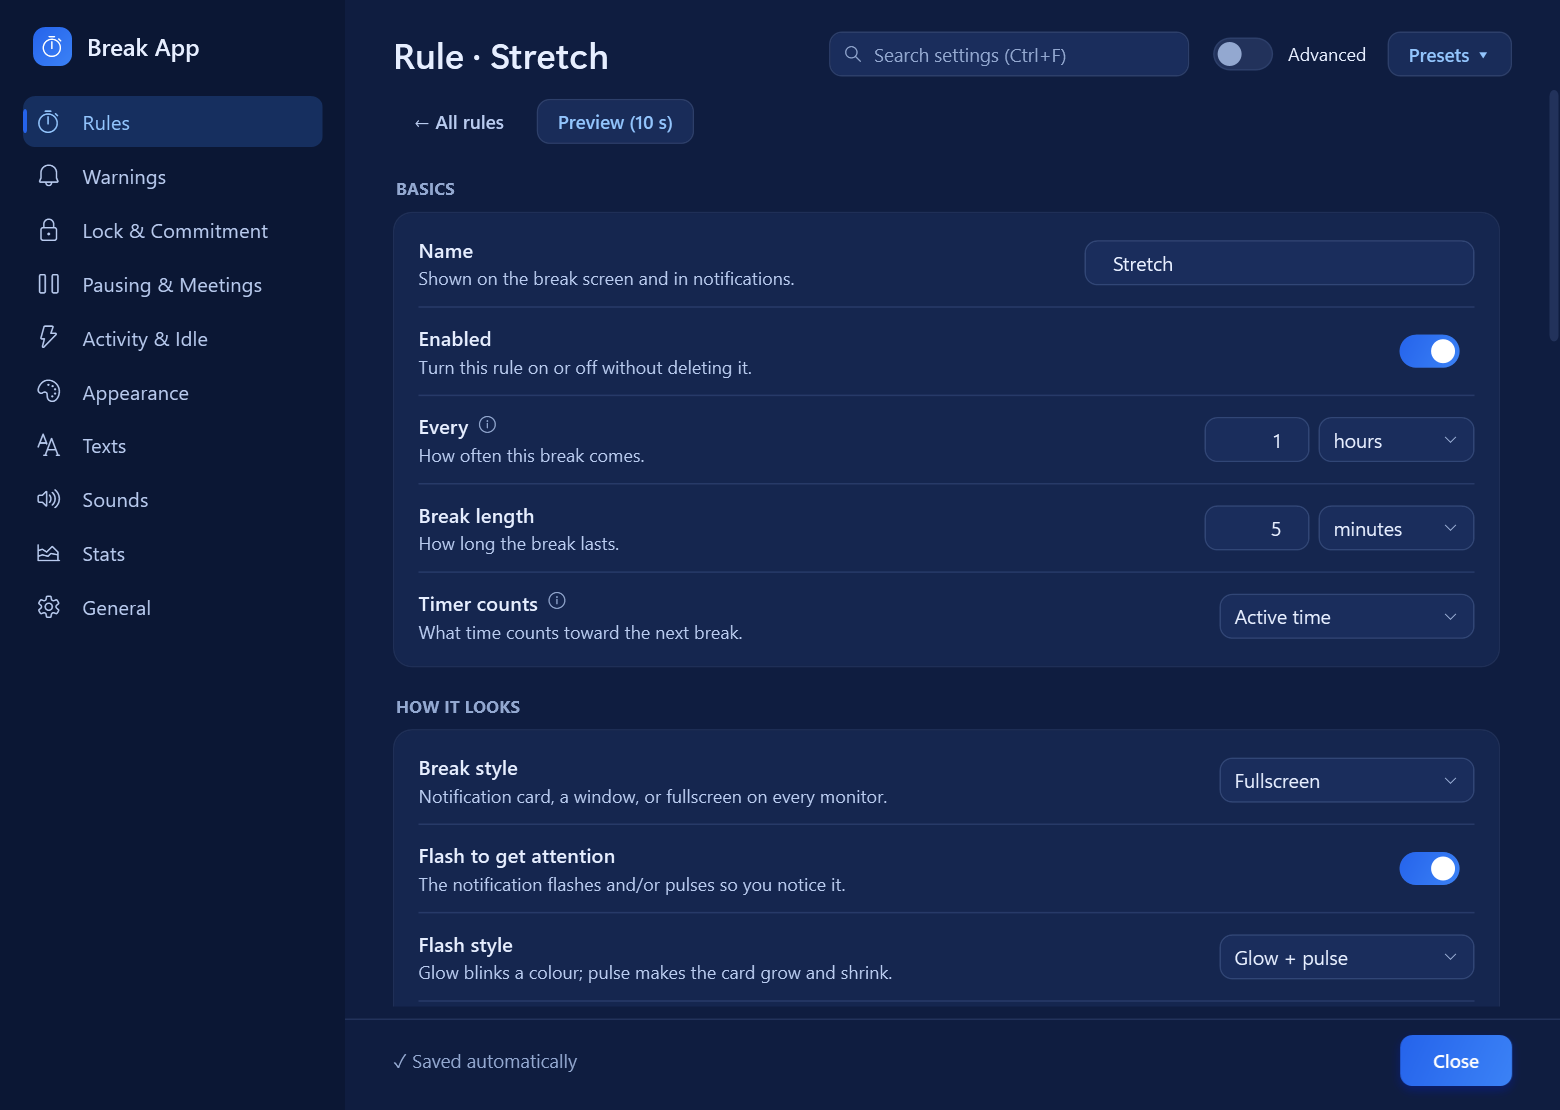 Break App
Rules
Warnings
Lock & Commitment
Pausing & Meetings
Activity & Idle
Appearance
Texts
Sounds
Stats
General
Rule · Stretch
Search settings (Ctrl+F)
Advanced
Presets ▾
← All rules
Preview (10 s)
BASICS
Name
Shown on the break screen and in notifications.
Stretch
Enabled
Turn this rule on or off without deleting it.
Every
How often this break comes.
1
hours
Break length
How long the break lasts.
5
minutes
Timer counts
What time counts toward the next break.
Active time
HOW IT LOOKS
Break style
Notification card, a window, or fullscreen on every monitor.
Fullscreen
Flash to get attention
The notification flashes and/or pulses so you notice it.
Flash style
Glow blinks a colour; pulse makes the card grow and shrink.
Glow + pulse
✓ Saved automatically
Close